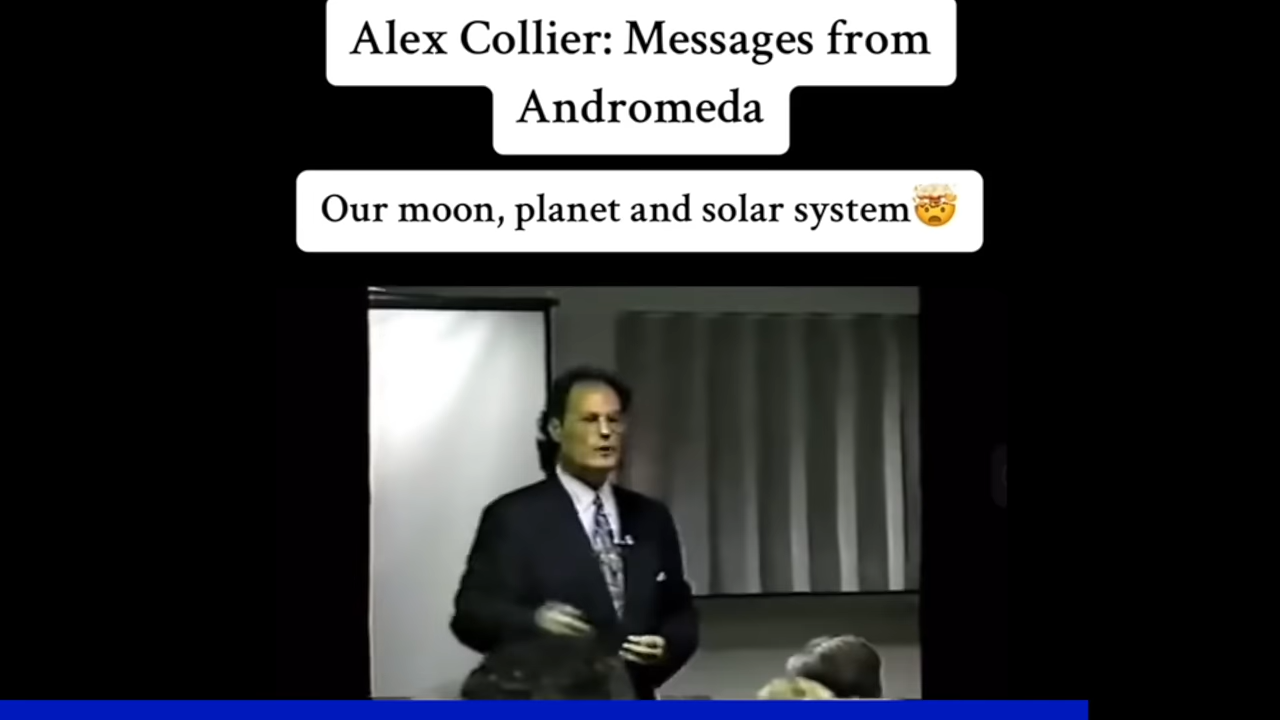 Alex Collier: Messages from
Andromeda
Our moon, planet and solar system🤯